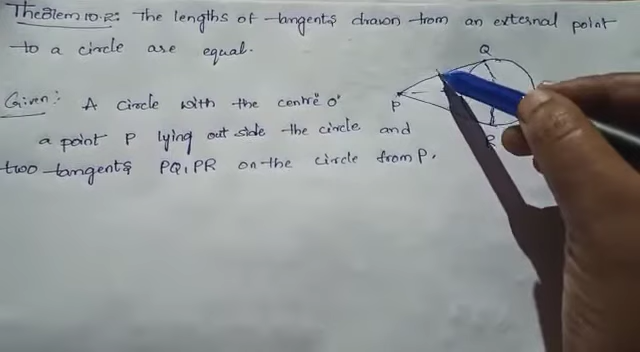 Theorem 10.2: The lengths of tangents drawn from an external point
to a circle are equal.
Given:- A circle with the centre 'O'
a point P lying out side the circle and
two tangents PQ, PR on the circle from P.
Q
P
R